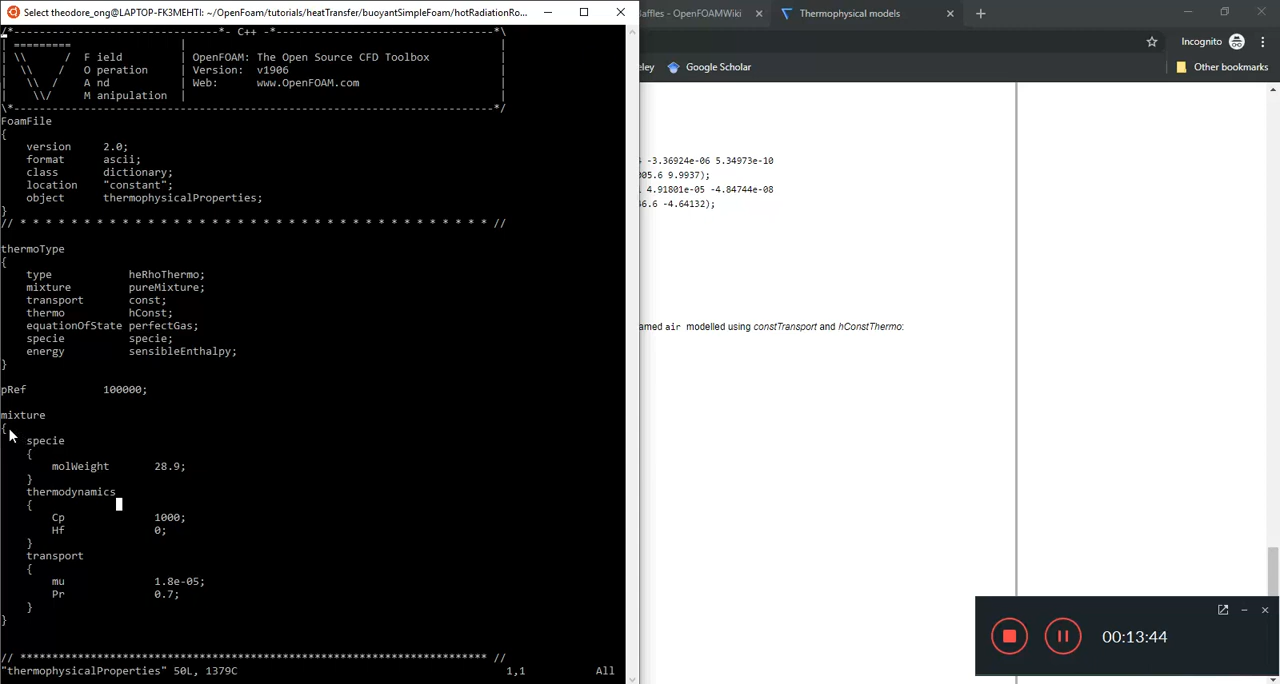 Select theodore_ong@LAPTOP-FK3MEHTI: ~/OpenFoam/tutorials/heatTransfer/buoyantSimpleFoam/hotRadiationRo...
affles - OpenFOAMWiki
Thermophysical models
Incognito
ley
Google Scholar
Other bookmarks
/*--------------------------------*- C++ -*----------------------------------*\
| =========                 |
| \\      /  F ield         | OpenFOAM: The Open Source CFD Toolbox           |
|  \\    /   O peration     | Version:  v1906                                 |
|   \\  /    A nd           | Web:      www.OpenFOAM.com                      |
|    \\/     M anipulation  |
\*---------------------------------------------------------------------------*/
FoamFile
{
version     2.0;
format      ascii;
class       dictionary;
location    "constant";
object      thermophysicalProperties;
}
// * * * * * * * * * * * * * * * * * * * * * * * * * * * * * * * * * * * * * //
thermoType
{
type            heRhoThermo;
mixture         pureMixture;
transport       const;
thermo          hConst;
equationOfState perfectGas;
specie          specie;
energy          sensibleEnthalpy;
}
pRef            100000;
mixture
{
specie
{
molWeight       28.9;
}
thermodynamics
{
Cp              1000;
Hf              0;
}
transport
{
mu              1.8e-05;
Pr              0.7;
}
}
// ************************************************************************* //
"thermophysicalProperties" 50L, 1379C                         1,1           All
-3.36924e-06 5.34973e-10
05.6 9.9937);
4.91801e-05 -4.84744e-08
6.6 -4.64132);
amed air modelled using constTransport and hConstThermo:
00:13:44